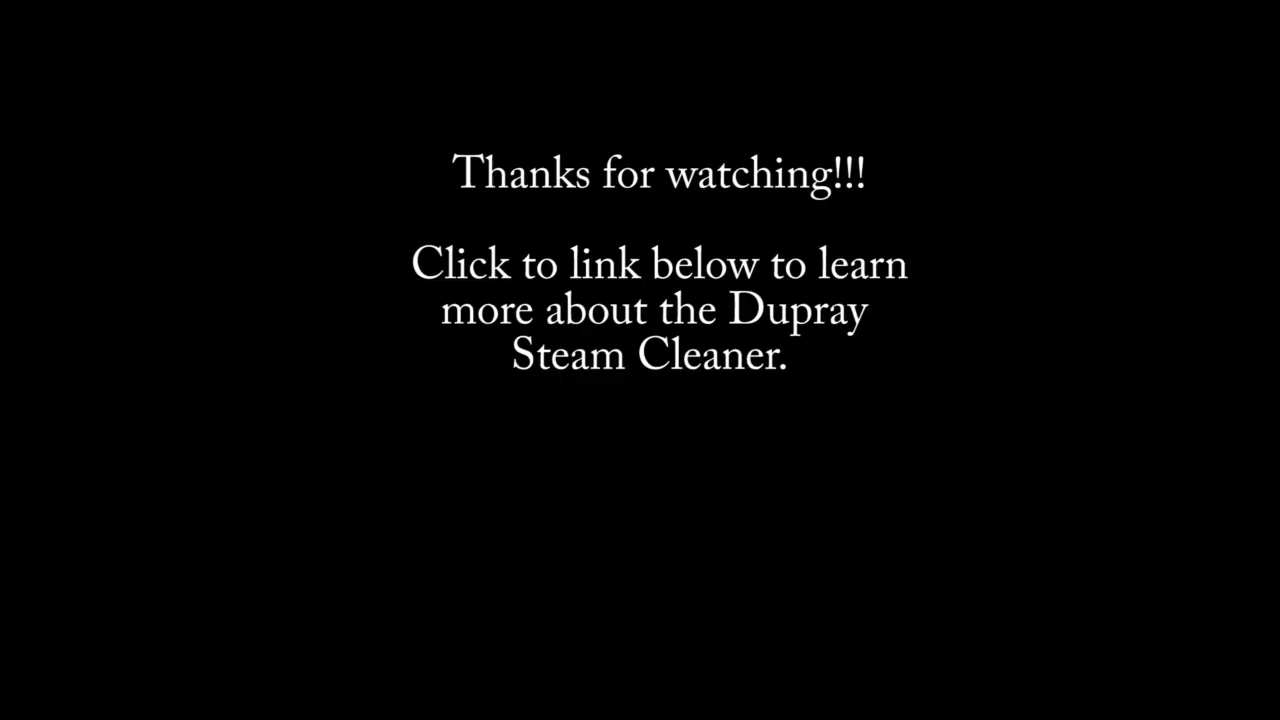 Thanks for watching!!!
Click to link below to learn
more about the Dupray
Steam Cleaner.